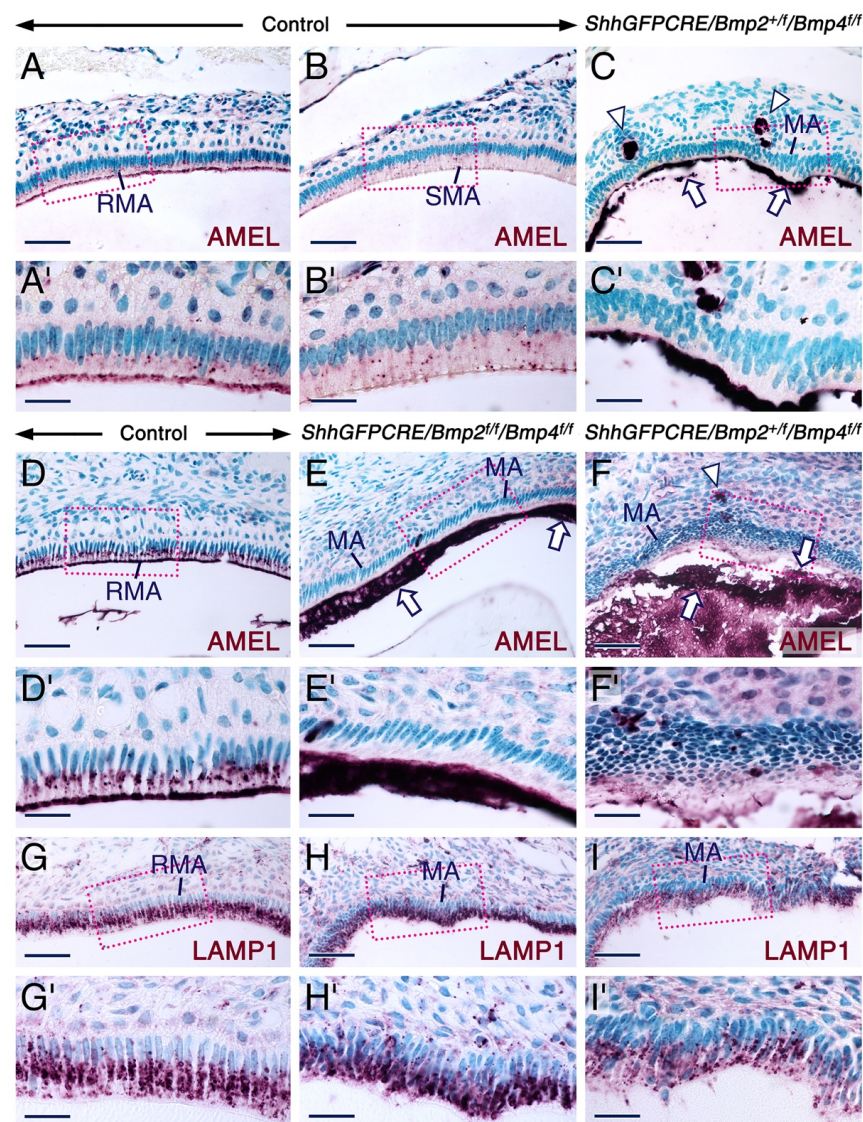 Control ShhGFPCRE/Bmp2+/f/Bmp4f/f
A B C
MA
RMA SMA
AMEL AMEL AMEL
A' B' C'
Control ShhGFPCRE/Bmp2f/f/Bmp4f/f ShhGFPCRE/Bmp2+/f/Bmp4f/f
D E F
MA
MA MA
RMA
AMEL AMEL AMEL
D' E' F'
G H I
RMA MA MA
LAMP1 LAMP1 LAMP1
G' H' I'